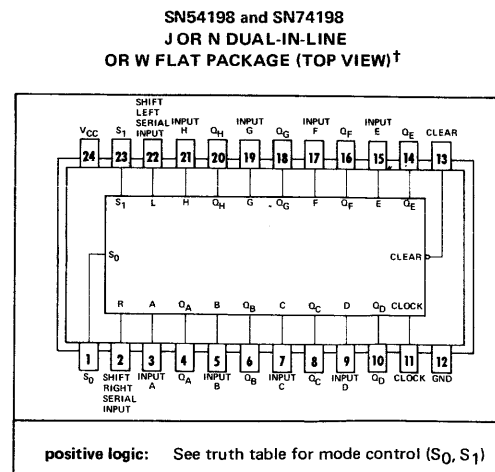 SN54198 and SN74198
J OR N DUAL-IN-LINE
OR W FLAT PACKAGE (TOP VIEW)†
VCC S1 SHIFT LEFT SERIAL INPUT INPUT H QH INPUT G QG INPUT F QF INPUT E QE CLEAR
24 23 22 21 20 19 18 17 16 15 14 13
S1 L H QH G QG F QF E QE
S0 CLEAR
R A QA B QB C QC D QD CLOCK
1 2 3 4 5 6 7 8 9 10 11 12
S0 SHIFT RIGHT SERIAL INPUT INPUT A QA INPUT B QB INPUT C QC INPUT D QD CLOCK GND
positive logic: See truth table for mode control (S0, S1)